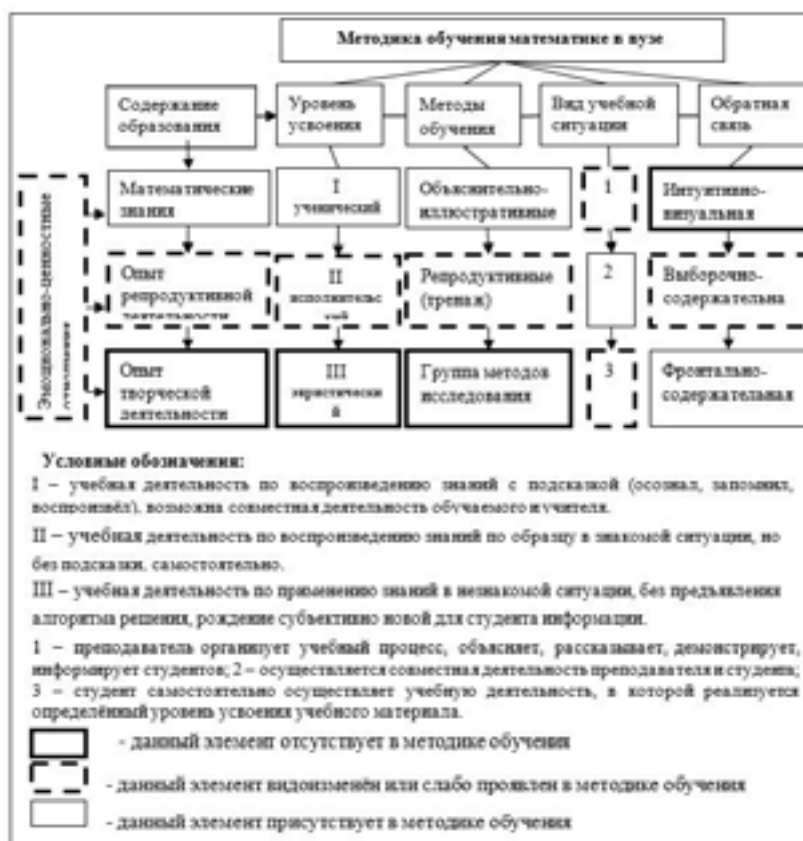 Методика обучения математике в вузе
Содержание
образования
Уровень
усвоения
Методы
обучения
Вид учебной
ситуации
Обратная
связь
Эмоционально-ценностные
Математические
знания
I
ученический
Объяснительно-
иллюстративные
1
Интуитивно-
визуальная
Опыт
репродуктивной
деятельности
II
исполнительс
кий
Репродуктивные
(тренаж)
2
Выборочно-
содержательна
Опыт
творческой
деятельности
III
эвристически
й
Группа методов
исследования
3
Фронтально-
содержательная
Условные обозначения:
I – учебная деятельность по воспроизведению знаний с подсказкой (осознал, запомнил,
воспроизвёл), возможна совместная деятельность обучаемого и учителя.
II – учебная деятельность по воспроизведению знаний по образцу в знакомой ситуации, но
без подсказки, самостоятельно.
III – учебная деятельность по применению знаний в незнакомой ситуации, без предъявления
алгоритма решения, рождение субъективно новой для студента информации.
1 – преподаватель организует учебный процесс, объясняет, рассказывает, демонстрирует,
информирует студентов; 2 – осуществляется совместная деятельность преподавателя и студента;
3 – студент самостоятельно осуществляет учебную деятельность, в которой реализуется
определённый уровень усвоения учебного материала.
- данный элемент отсутствует в методике обучения
- данный элемент видоизменён или слабо проявлен в методике обучения
- данный элемент присутствует в методике обучения